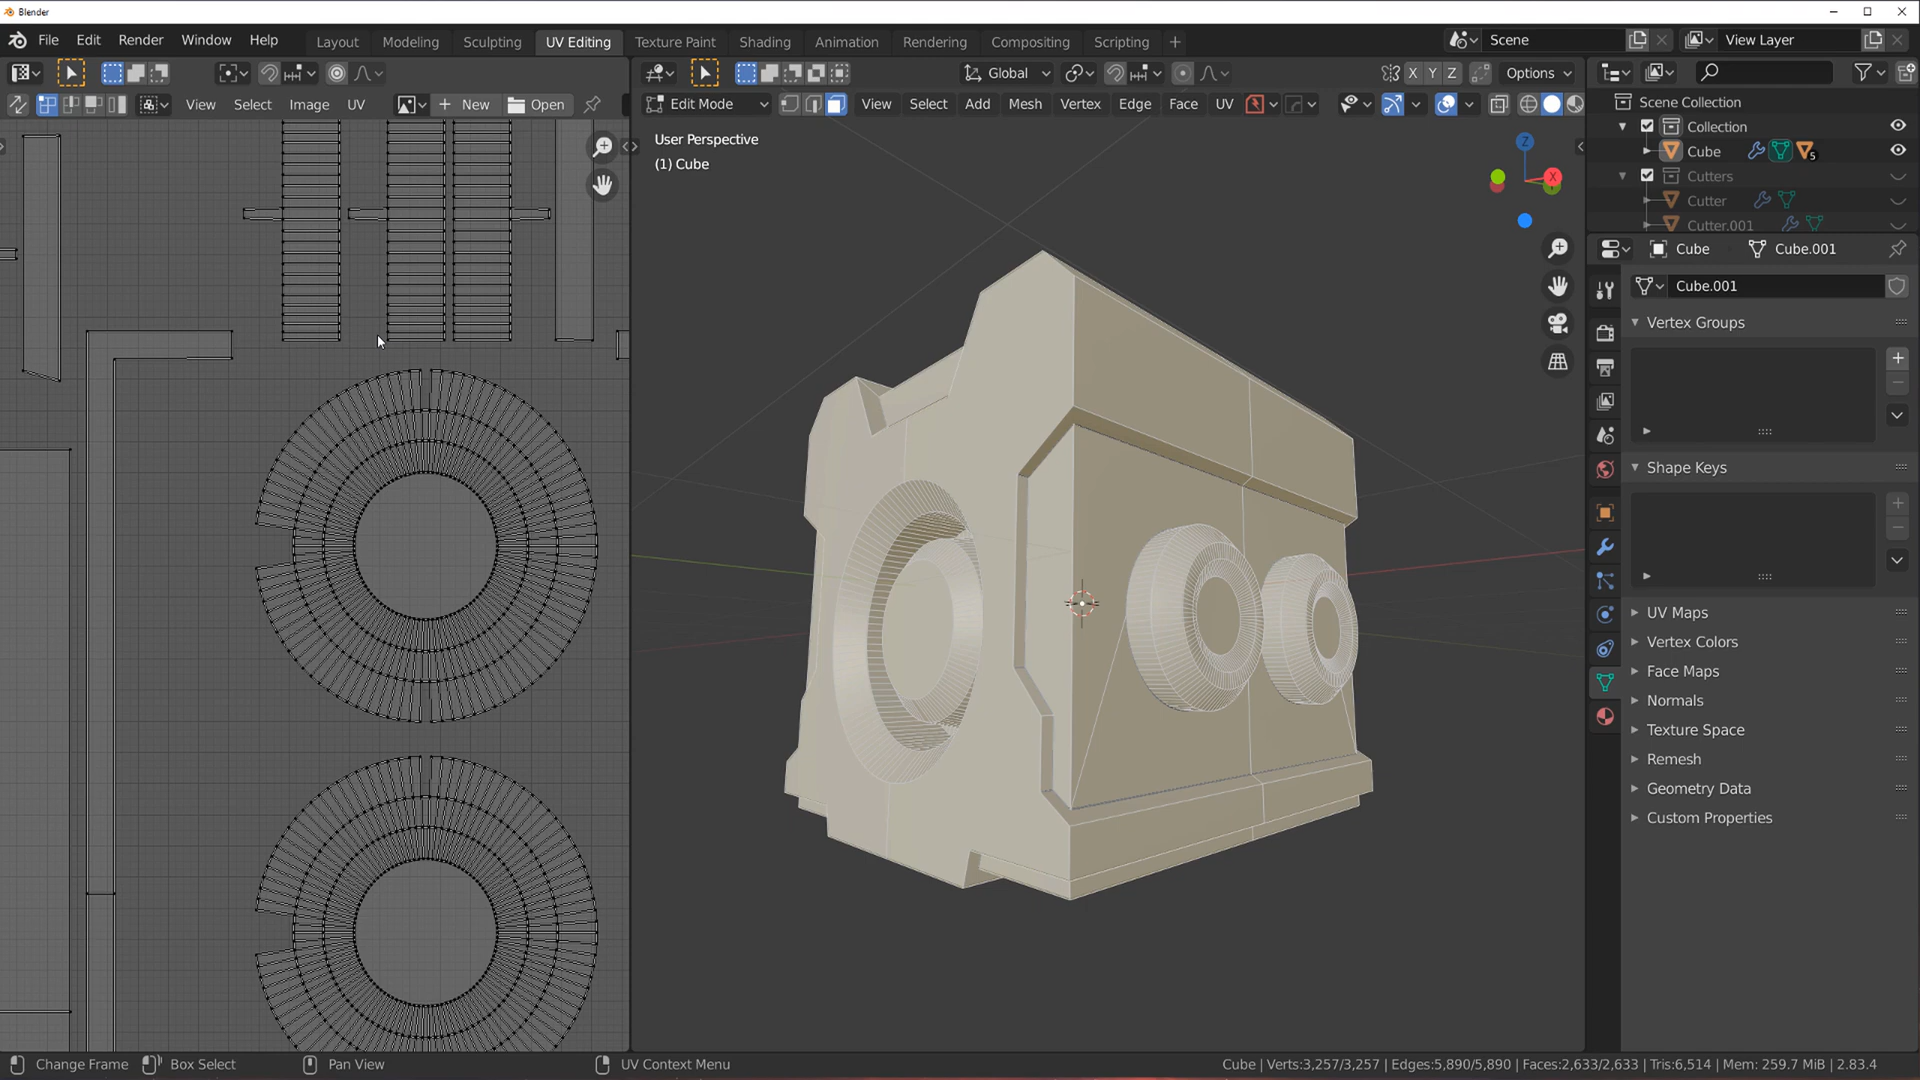 Blender
File Edit Render Window Help Layout Modeling Sculpting UV Editing Texture Paint Shading Animation Rendering Compositing Scripting + Scene View Layer
Global X Y Z Options
View Select Image UV + New Open Edit Mode View Select Add Mesh Vertex Edge Face UV
User Perspective
(1) Cube
Z
X
Scene Collection
Collection
Cube 5
Cutters
Cutter
Cutter.001
Cube Cube.001
Cube.001
Vertex Groups
Shape Keys
UV Maps
Vertex Colors
Face Maps
Normals
Texture Space
Remesh
Geometry Data
Custom Properties
Change Frame Box Select Pan View UV Context Menu Cube | Verts:3,257/3,257 | Edges:5,890/5,890 | Faces:2,633/2,633 | Tris:6,514 | Mem: 259.7 MiB | 2.83.4